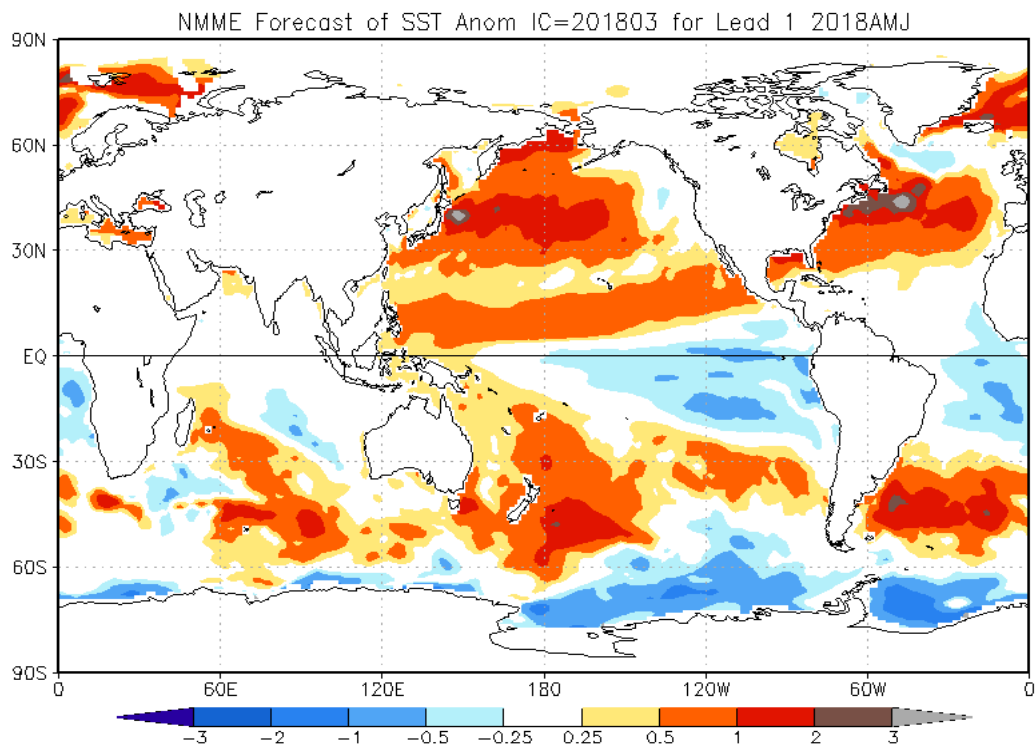 NMME Forecast of SST Anom IC=201803 for Lead 1 2018AMJ
90N
60N
30N
EQ
30S
60S
90S
0 60E 120E 180 120W 60W 0
-3 -2 -1 -0.5 -0.25 0.25 0.5 1 2 3